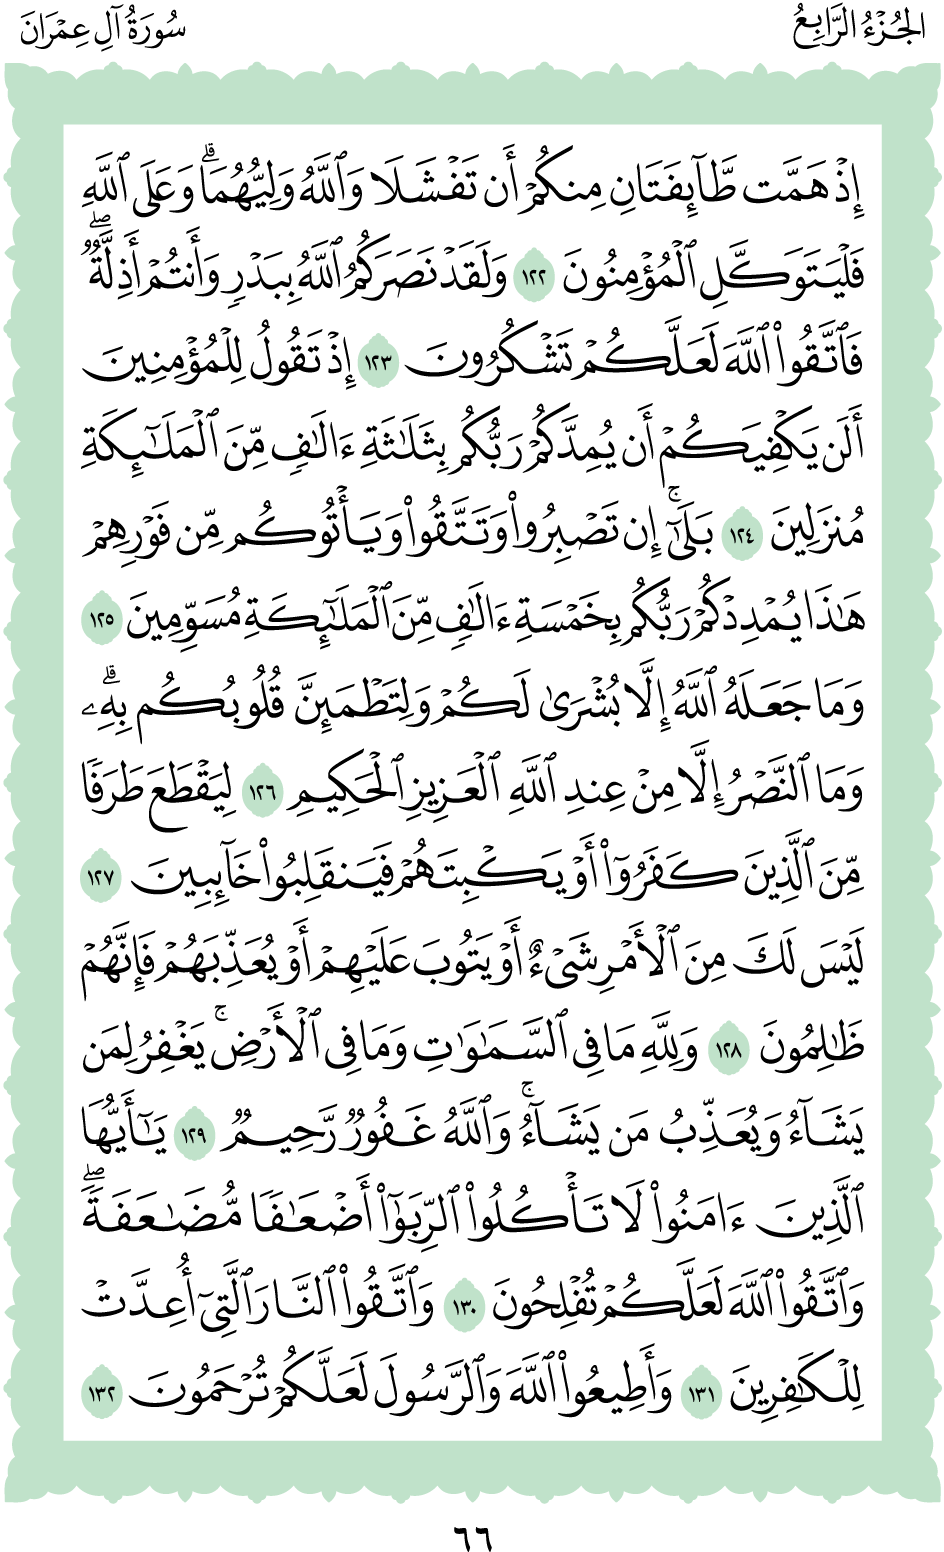 الجُزْءُ الرَّابِعُ
سُورَةُ آلِ عِمْرَانَ
إِذْ هَمَّت طَّآئِفَتَانِ مِنكُمْ أَن تَفْشَلَا وَٱللَّهُ وَلِيُّهُمَاۗ وَعَلَى ٱللَّهِ
فَلْيَتَوَكَّلِ ٱلْمُؤْمِنُونَ ١٢٢ وَلَقَدْ نَصَرَكُمُ ٱللَّهُ بِبَدْرٍ وَأَنتُمْ أَذِلَّةٌۖ
فَٱتَّقُوا۟ ٱللَّهَ لَعَلَّكُمْ تَشْكُرُونَ ١٢٣ إِذْ تَقُولُ لِلْمُؤْمِنِينَ
أَلَن يَكْفِيَكُمْ أَن يُمِدَّكُمْ رَبُّكُم بِثَلَٰثَةِ ءَالَٰفٍ مِّنَ ٱلْمَلَٰٓئِكَةِ
مُنزَلِينَ ١٢٤ بَلَىٰٓۚ إِن تَصْبِرُوا۟ وَتَتَّقُوا۟ وَيَأْتُوكُم مِّن فَوْرِهِمْ
هَٰذَا يُمْدِدْكُمْ رَبُّكُم بِخَمْسَةِ ءَالَٰفٍ مِّنَ ٱلْمَلَٰٓئِكَةِ مُسَوِّمِينَ ١٢٥
وَمَا جَعَلَهُ ٱللَّهُ إِلَّا بُشْرَىٰ لَكُمْ وَلِتَطْمَئِنَّ قُلُوبُكُم بِهِۦۗ
وَمَا ٱلنَّصْرُ إِلَّا مِنْ عِندِ ٱللَّهِ ٱلْعَزِيزِ ٱلْحَكِيمِ ١٢٦ لِيَقْطَعَ طَرَفًا
مِّنَ ٱلَّذِينَ كَفَرُوٓا۟ أَوْ يَكْبِتَهُمْ فَيَنقَلِبُوا۟ خَآئِبِينَ ١٢٧
لَيْسَ لَكَ مِنَ ٱلْأَمْرِ شَىْءٌ أَوْ يَتُوبَ عَلَيْهِمْ أَوْ يُعَذِّبَهُمْ فَإِنَّهُمْ
ظَٰلِمُونَ ١٢٨ وَلِلَّهِ مَا فِى ٱلسَّمَٰوَٰتِ وَمَا فِى ٱلْأَرْضِۚ يَغْفِرُ لِمَن
يَشَآءُ وَيُعَذِّبُ مَن يَشَآءُۚ وَٱللَّهُ غَفُورٌ رَّحِيمٌ ١٢٩ يَٰٓأَيُّهَا
ٱلَّذِينَ ءَامَنُوا۟ لَا تَأْكُلُوا۟ ٱلرِّبَوٰٓا۟ أَضْعَٰفًا مُّضَٰعَفَةًۖ
وَٱتَّقُوا۟ ٱللَّهَ لَعَلَّكُمْ تُفْلِحُونَ ١٣٠ وَٱتَّقُوا۟ ٱلنَّارَ ٱلَّتِىٓ أُعِدَّتْ
لِلْكَٰفِرِينَ ١٣١ وَأَطِيعُوا۟ ٱللَّهَ وَٱلرَّسُولَ لَعَلَّكُمْ تُرْحَمُونَ ١٣٢
٦٦